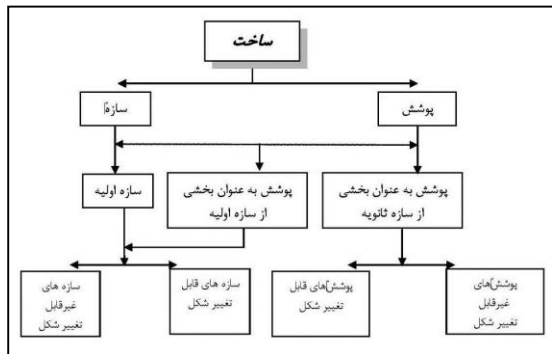 ساخت
سازه
پوشش
سازه اولیه
پوشش به عنوان بخشی
از سازه اولیه
پوشش به عنوان بخشی
از سازه ثانویه
سازه های
غیرقابل
تغییر شکل
سازه های قابل
تغییر شکل
پوشش‌های قابل
تغییر شکل
پوشش‌های
غیرقابل
تغییر شکل